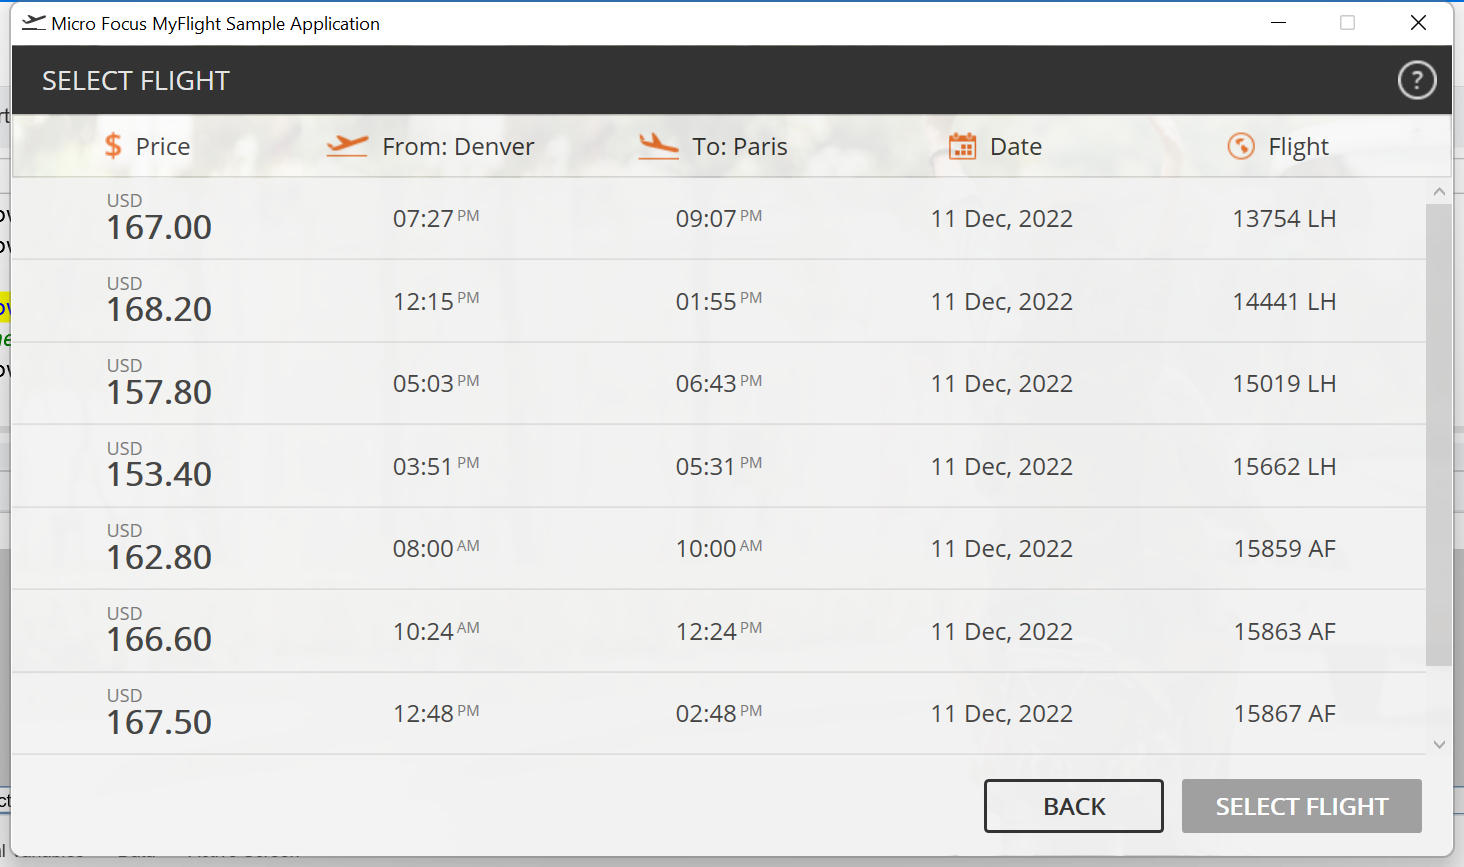 Micro Focus MyFlight Sample Application
SELECT FLIGHT ?
$ Price From: Denver To: Paris Date Flight
USD
167.00 07:27 PM 09:07 PM 11 Dec, 2022 13754 LH
USD
168.20 12:15 PM 01:55 PM 11 Dec, 2022 14441 LH
USD
157.80 05:03 PM 06:43 PM 11 Dec, 2022 15019 LH
USD
153.40 03:51 PM 05:31 PM 11 Dec, 2022 15662 LH
USD
162.80 08:00 AM 10:00 AM 11 Dec, 2022 15859 AF
USD
166.60 10:24 AM 12:24 PM 11 Dec, 2022 15863 AF
USD
167.50 12:48 PM 02:48 PM 11 Dec, 2022 15867 AF
BACK SELECT FLIGHT